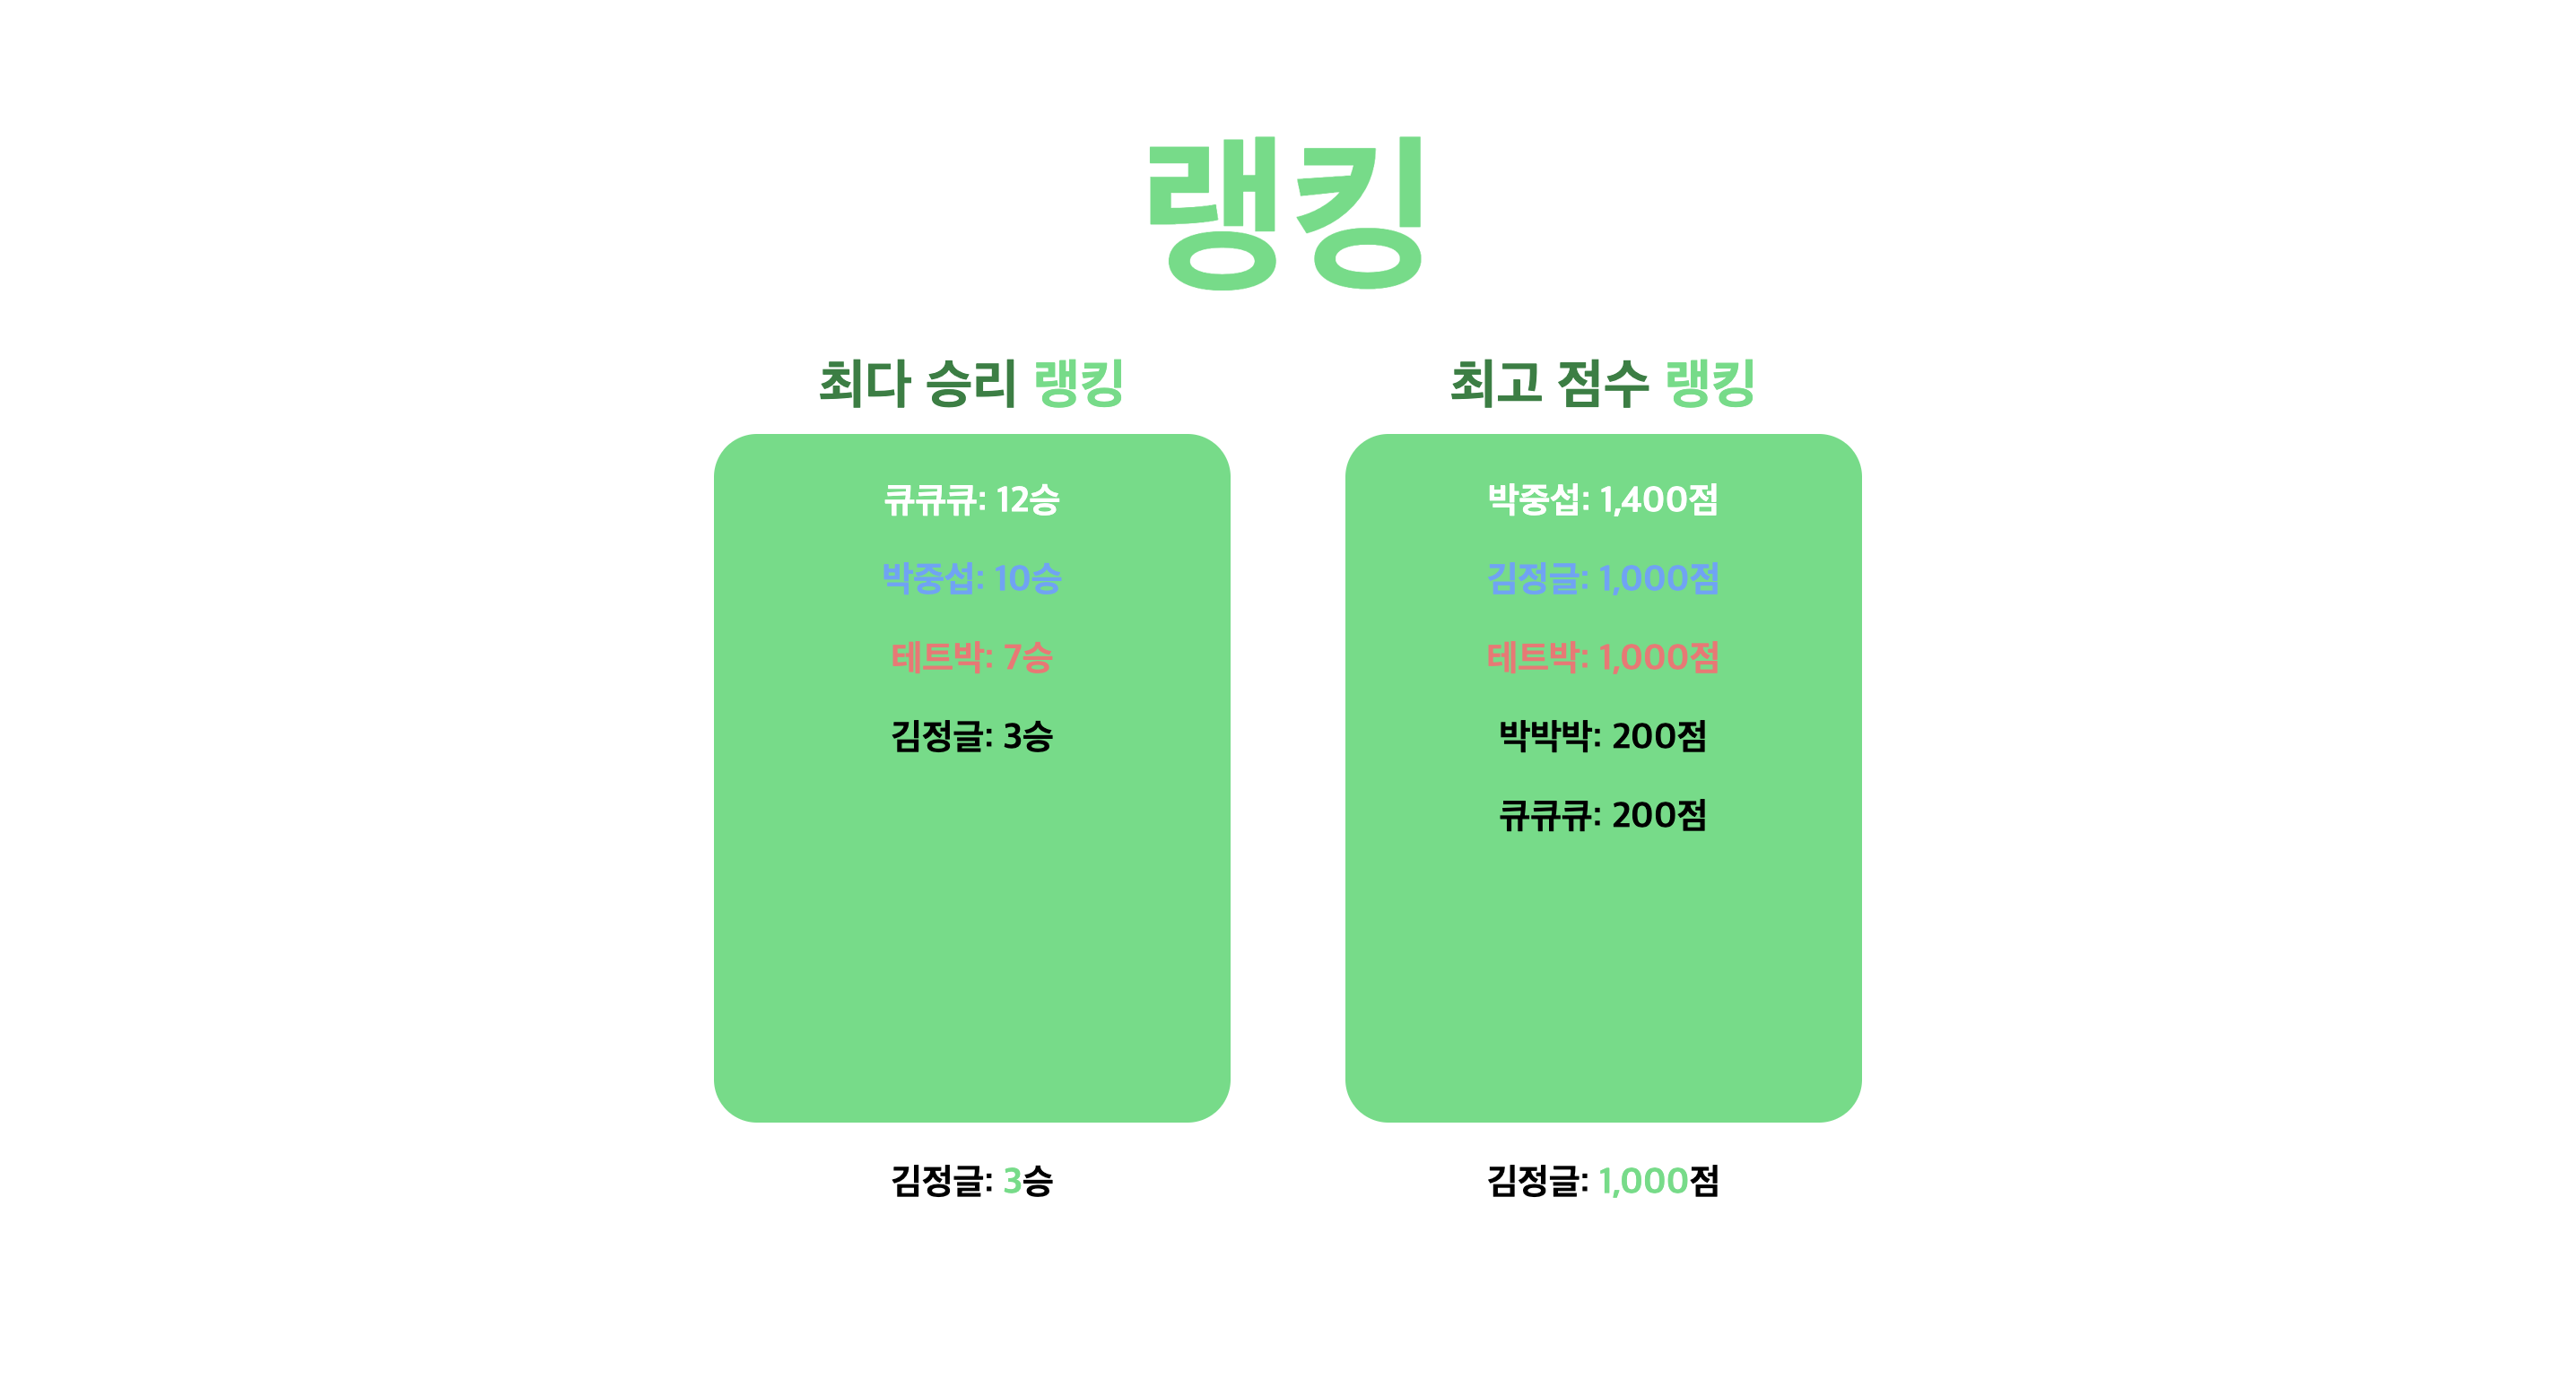 랭킹
최다 승리 랭킹
큐큐큐: 12승
박중섭: 10승
테트박: 7승
김정글: 3승
김정글: 3승
최고 점수 랭킹
박중섭: 1,400점
김정글: 1,000점
테트박: 1,000점
박박박: 200점
큐큐큐: 200점
김정글: 1,000점